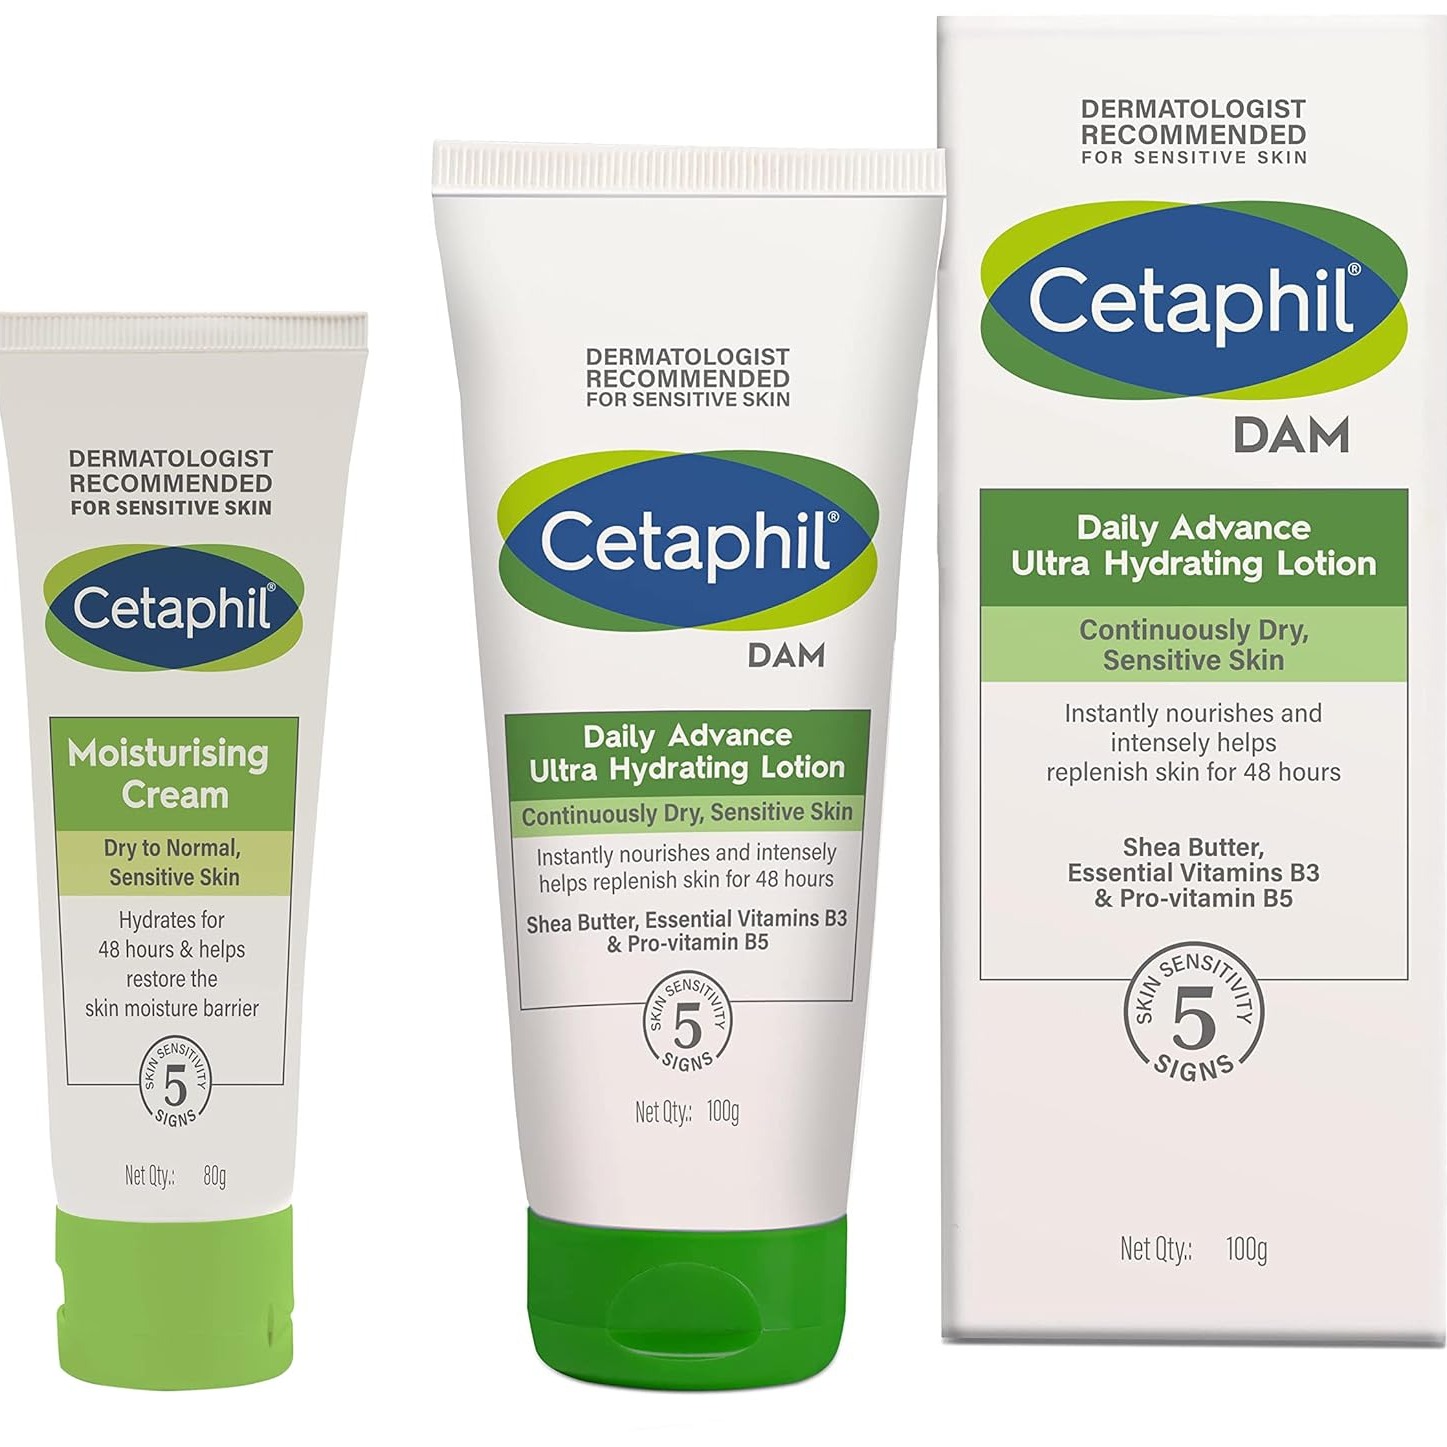 DERMATOLOGIST
RECOMMENDED
FOR SENSITIVE SKIN
Cetaphil®
Moisturising
Cream
Dry to Normal,
Sensitive Skin
Hydrates for
48 hours & helps
restore the
skin moisture barrier
SKIN SENSITIVITY
5
SIGNS
Net Qty.: 80g
DERMATOLOGIST
RECOMMENDED
FOR SENSITIVE SKIN
Cetaphil®
DAM
Daily Advance
Ultra Hydrating Lotion
Continuously Dry, Sensitive Skin
Instantly nourishes and intensely
helps replenish skin for 48 hours
Shea Butter, Essential Vitamins B3
& Pro-vitamin B5
SKIN SENSITIVITY
5
SIGNS
Net Qty.: 100g
DERMATOLOGIST
RECOMMENDED
FOR SENSITIVE SKIN
Cetaphil®
DAM
Daily Advance
Ultra Hydrating Lotion
Continuously Dry,
Sensitive Skin
Instantly nourishes and
intensely helps
replenish skin for 48 hours
Shea Butter,
Essential Vitamins B3
& Pro-vitamin B5
SKIN SENSITIVITY
5
SIGNS
Net Qty.: 100g